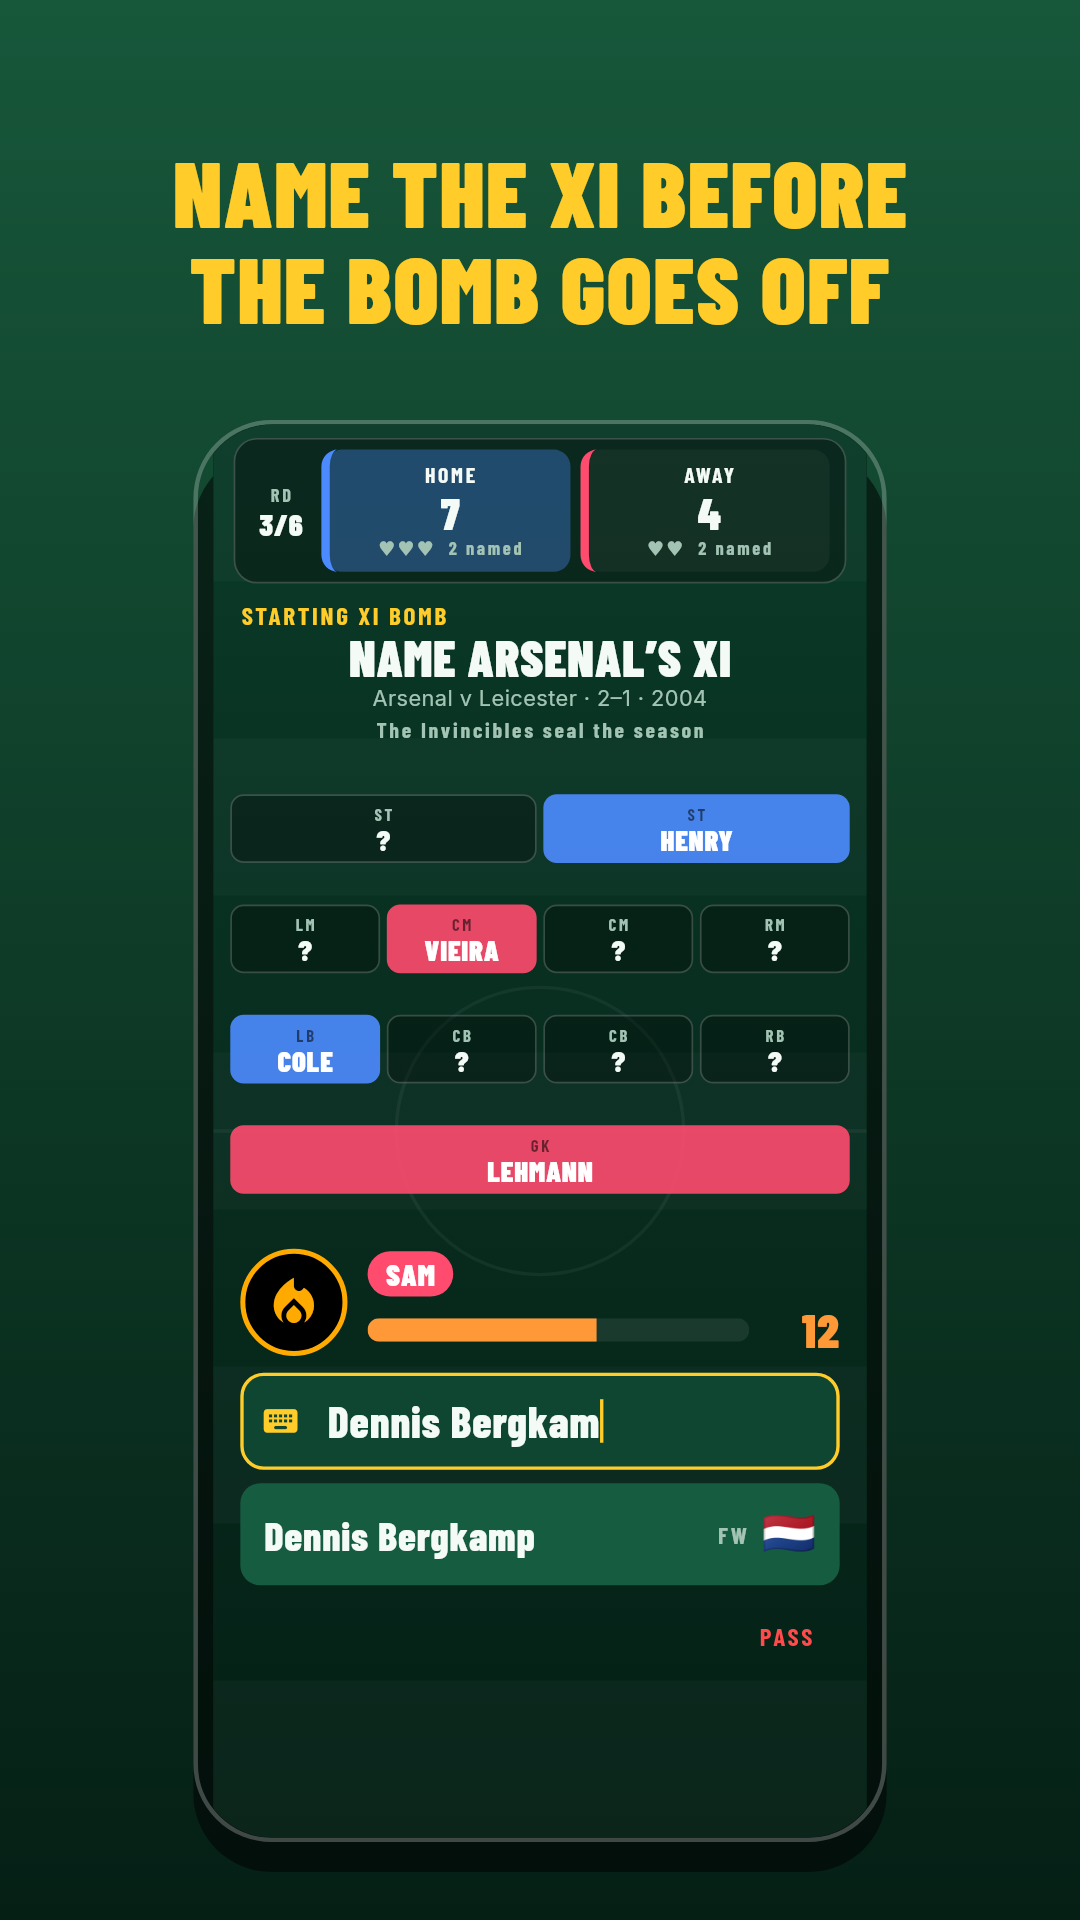 NAME THE XI BEFORE
THE BOMB GOES OFF
RD
3/6
HOME
7
♥♥♥ 2 named
AWAY
4
♥♥ 2 named
STARTING XI BOMB
NAME ARSENAL’S XI
Arsenal v Leicester · 2–1 · 2004
The Invincibles seal the season
ST
?
ST
HENRY
LM
?
CM
VIEIRA
CM
?
RM
?
LB
COLE
CB
?
CB
?
RB
?
GK
LEHMANN
SAM
12
Dennis Bergkam
Dennis Bergkamp FW
PASS